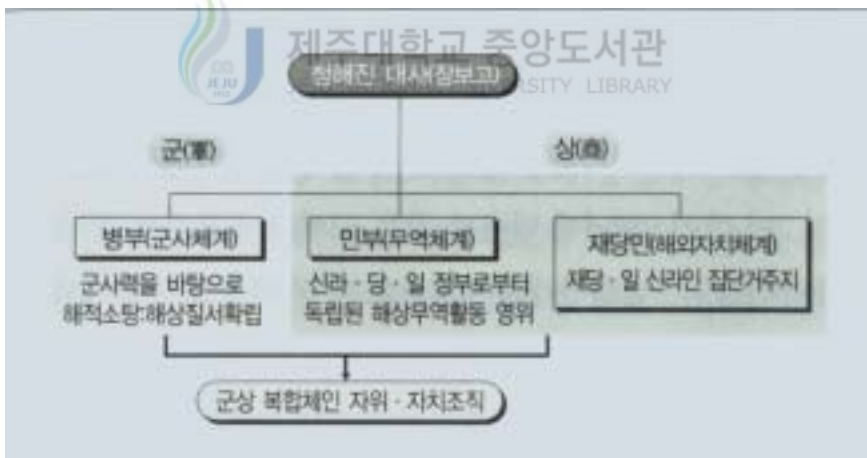 제주대학교 중앙도서관
JEJU
RSITY LIBRARY
청해진 대사(장보고)
군(軍)
상(商)
병부(군사체계)
군사력을 바탕으로
해적소탕:해상질서확립
민부(무역체계)
신라·당·일 정부로부터
독립된 해상무역활동 영위
재당민(해외자치체계)
재당·일 신라인 집단거주지
군상 복합체인 자위·자치조직